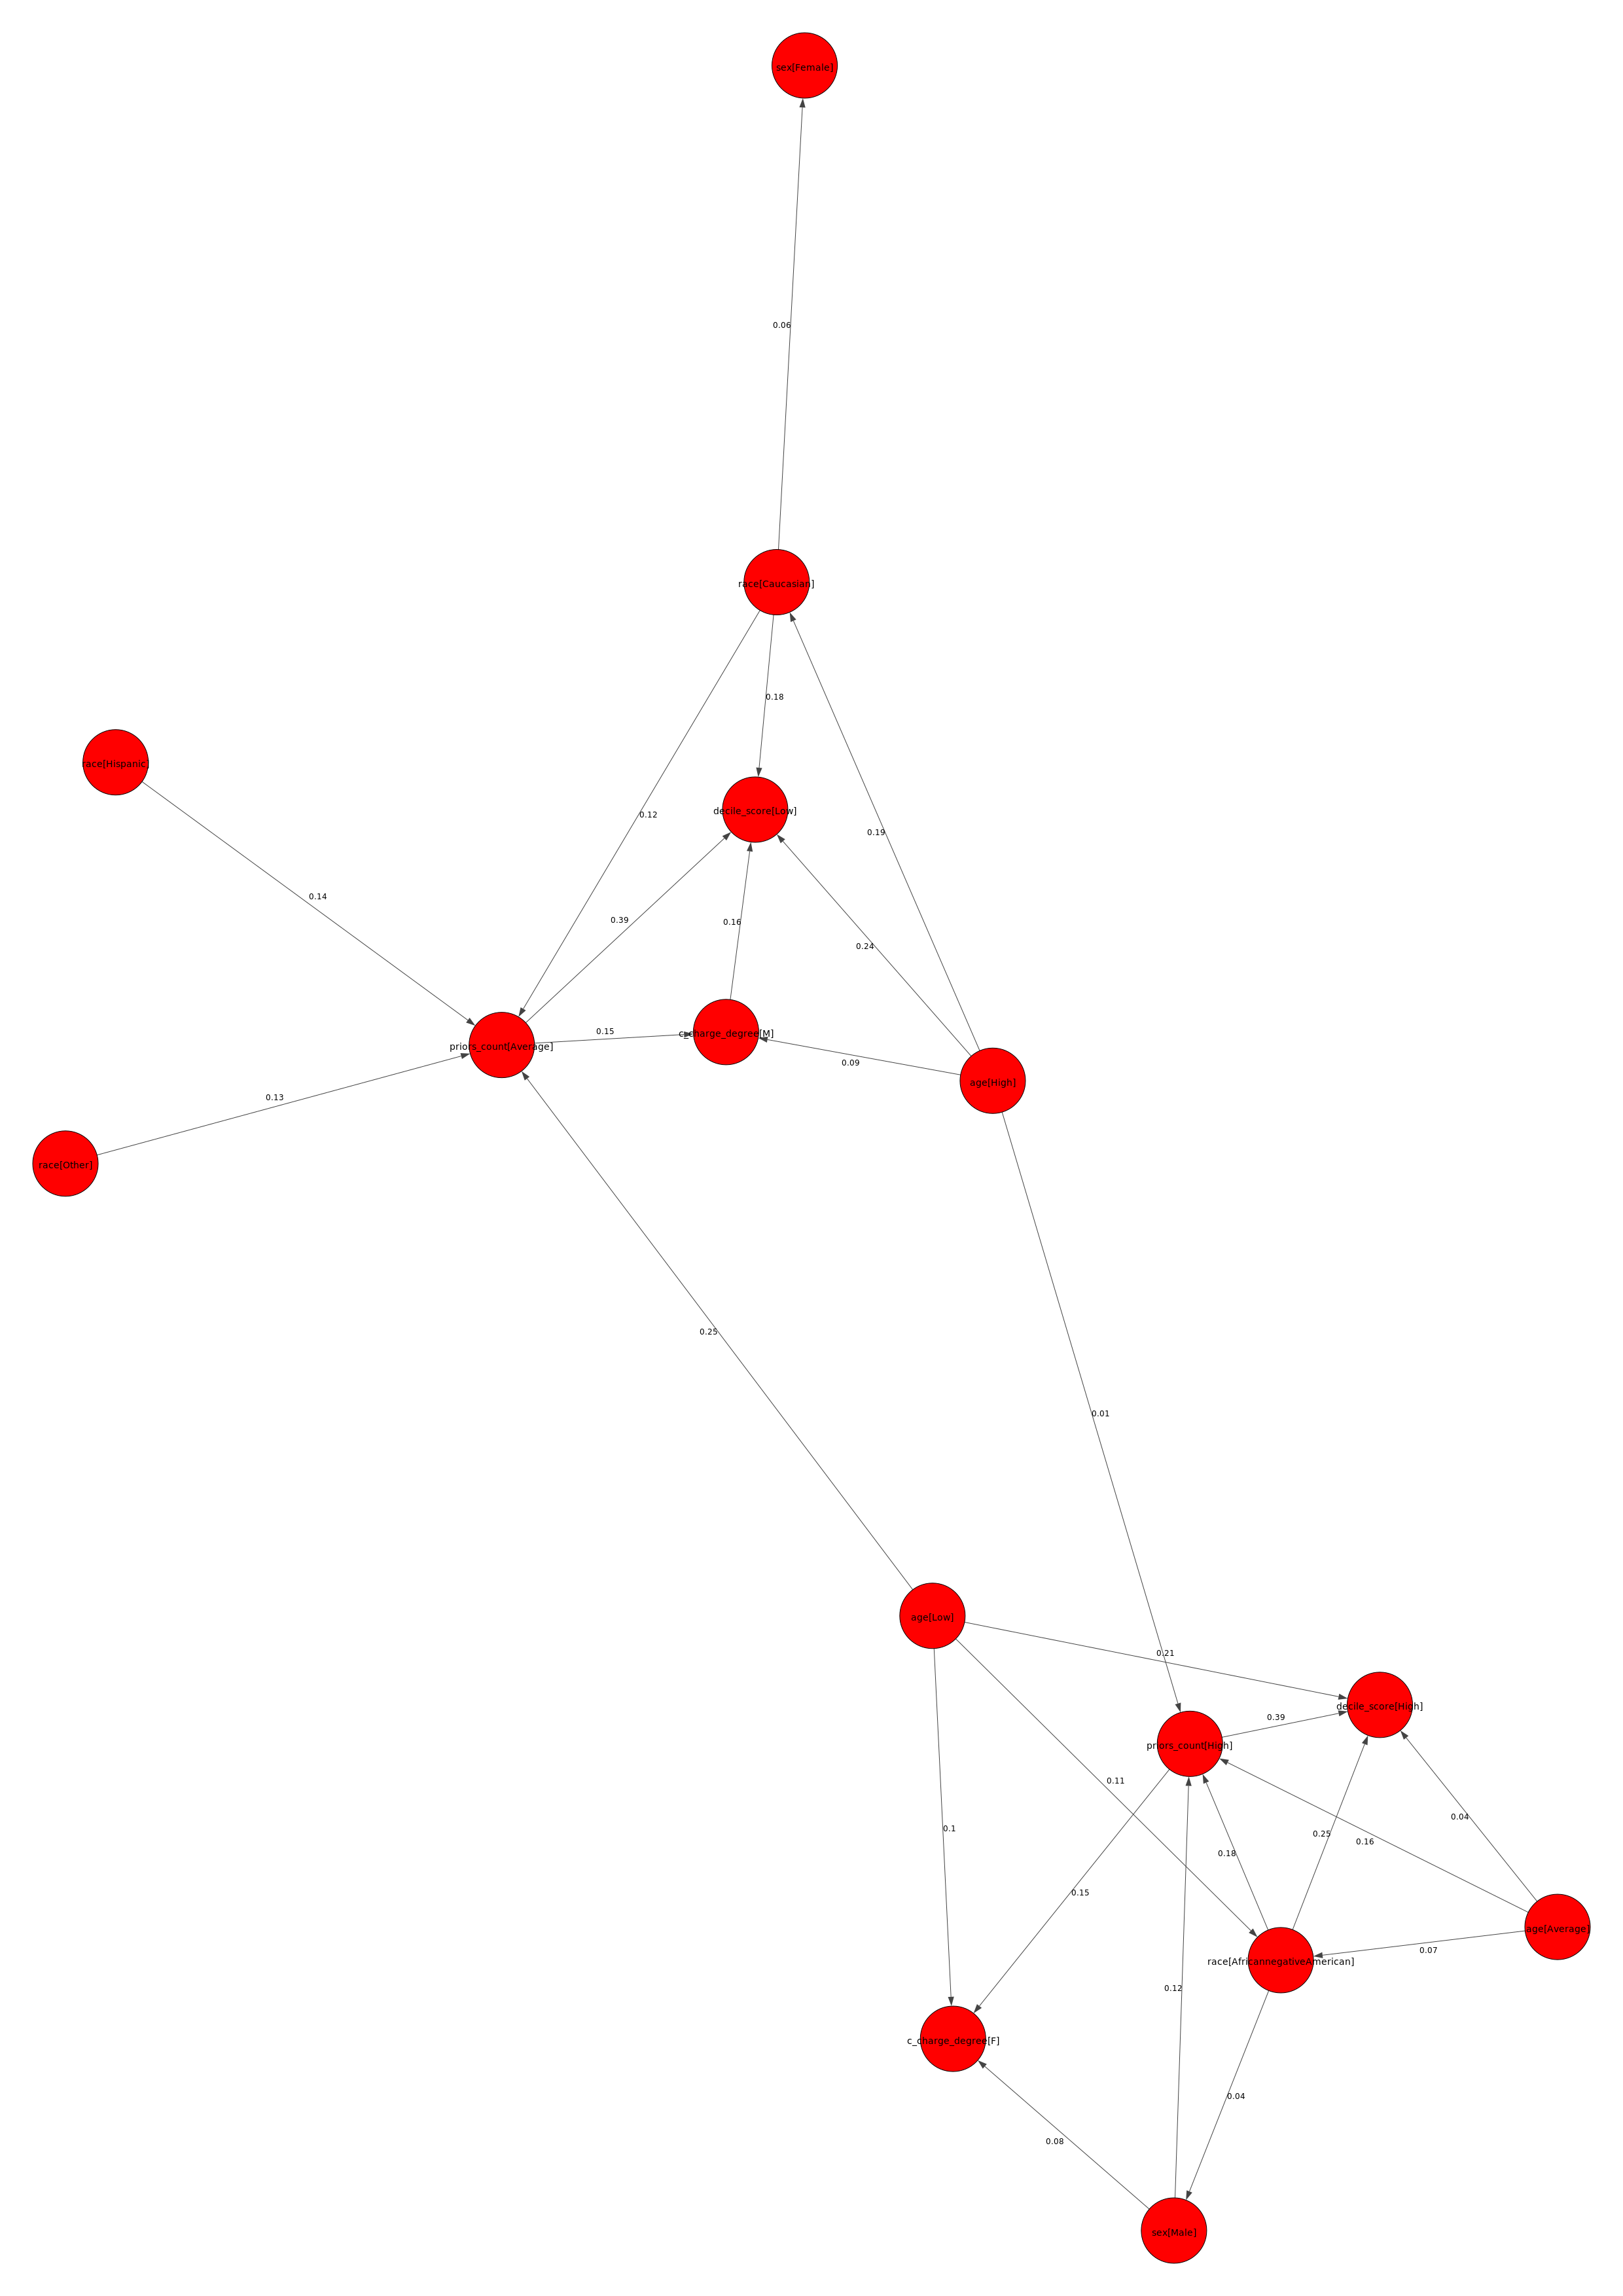 sex[Female]
0.06
race[Caucasian]
0.18
race[Hispanic]
decile_score[Low]
0.12
0.19
0.14
0.39
0.16
0.24
c_charge_degree[M]
0.15
priors_count[Average]
0.09
age[High]
0.13
race[Other]
0.25
0.01
age[Low]
0.21
decile_score[High]
0.39
priors_count[High]
0.11
0.04
0.1
0.25
0.16
0.18
0.15
age[Average]
0.07
race[AfricannegativeAmerican]
0.12
c_charge_degree[F]
0.04
0.08
sex[Male]